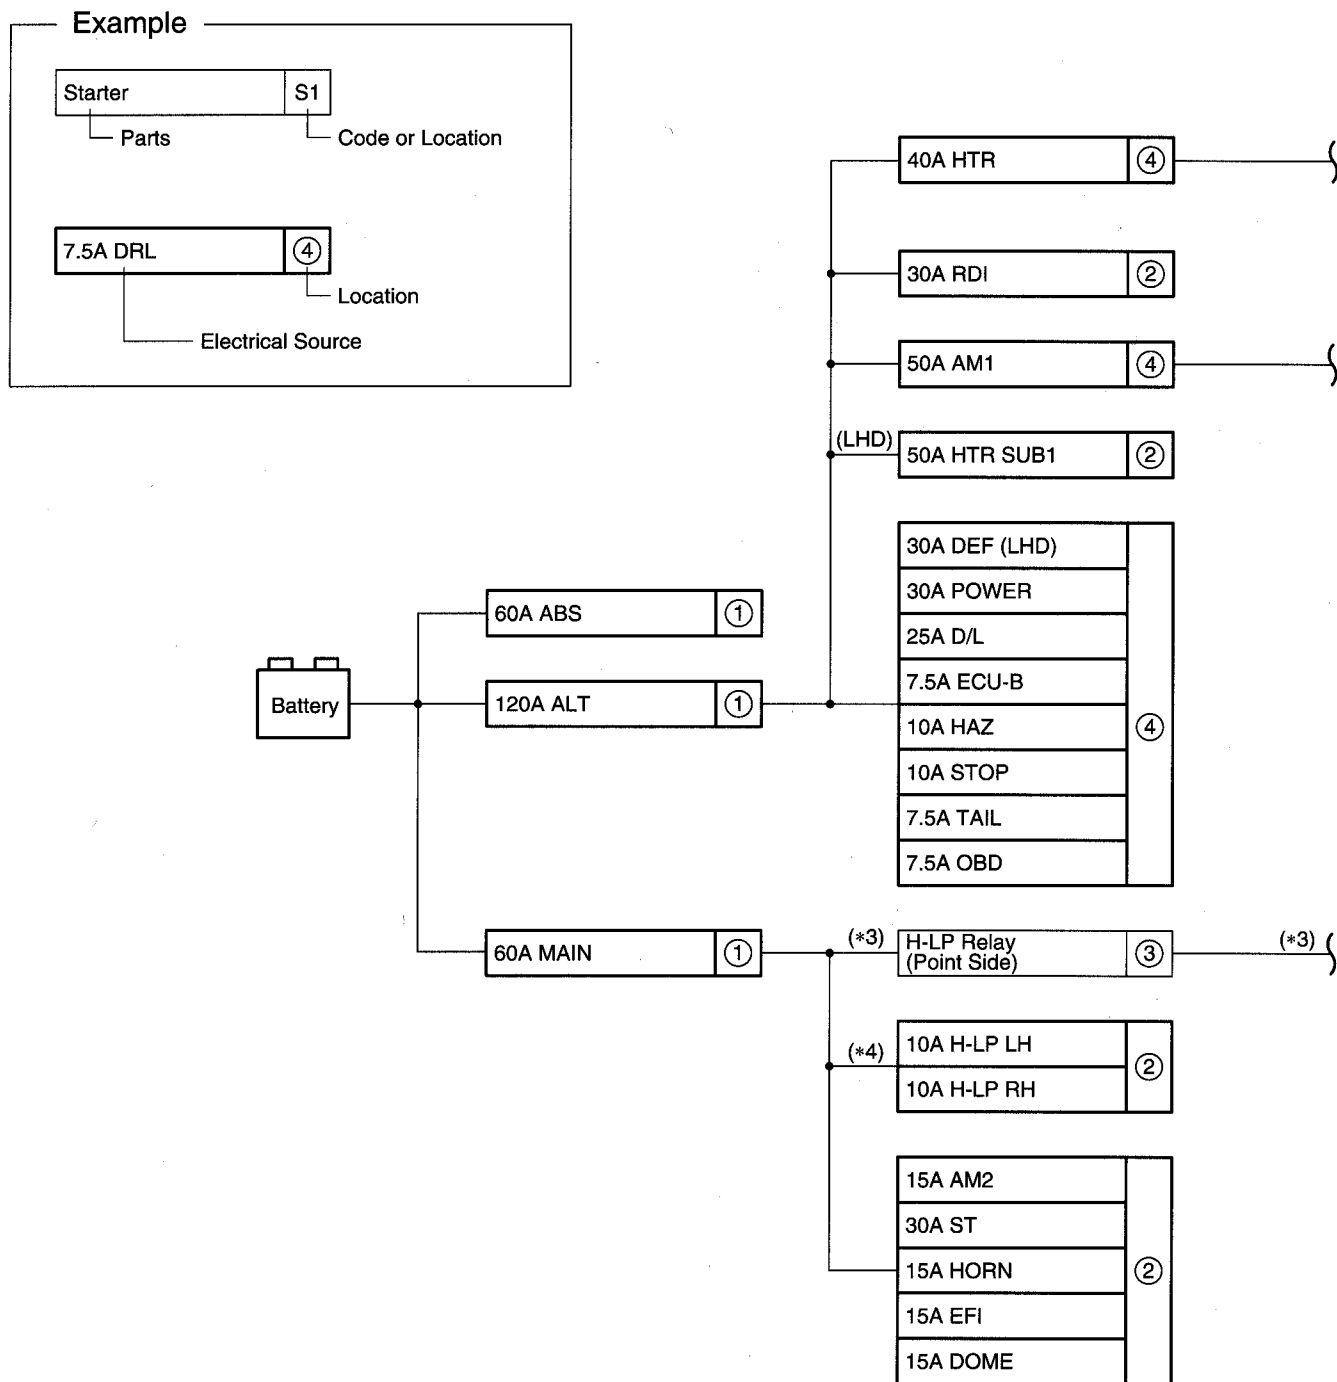 Example
Starter
S1
Parts
Code or Location
7.5A DRL
④
Location
Electrical Source
Battery
60A ABS
①
120A ALT
①
60A MAIN
①
40A HTR
④
30A RDI
②
50A AM1
④
(LHD)
50A HTR SUB1
②
30A DEF (LHD)
30A POWER
25A D/L
7.5A ECU-B
10A HAZ
10A STOP
7.5A TAIL
7.5A OBD
④
(*3)
H-LP Relay
(Point Side)
③
(*3)
(*4)
10A H-LP LH
10A H-LP RH
②
15A AM2
30A ST
15A HORN
15A EFI
15A DOME
②